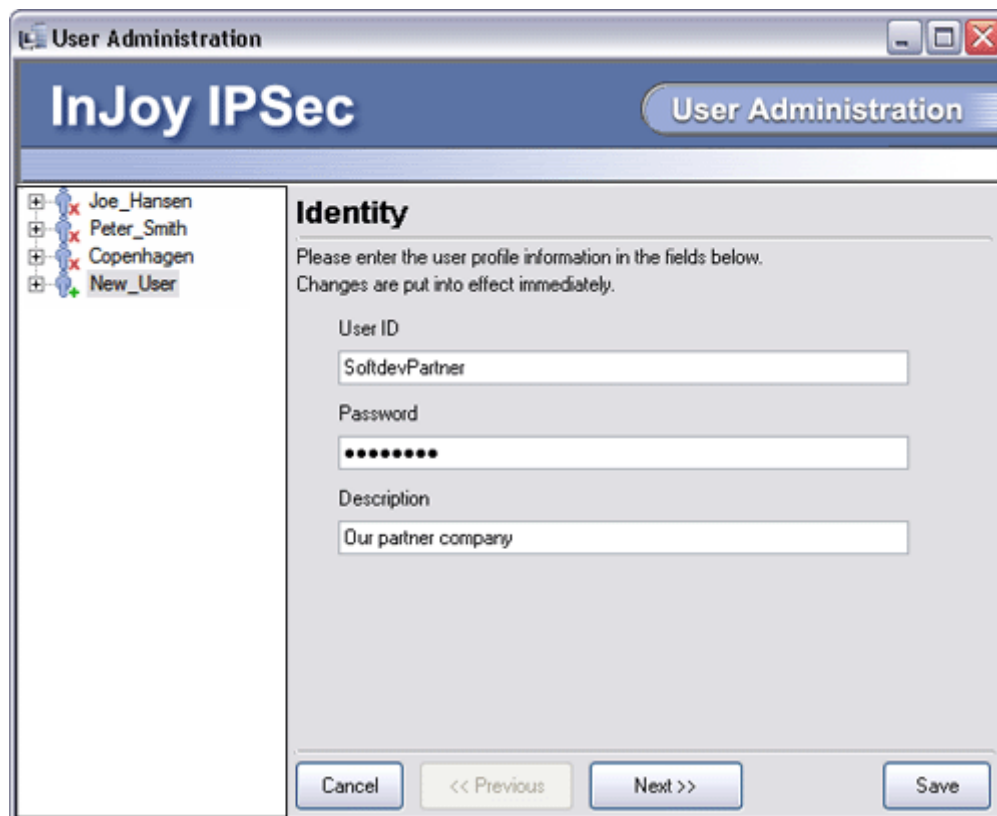 User Administration
InJoy IPSec
User Administration
Joe_Hansen
Peter_Smith
Copenhagen
New_User
Identity
Please enter the user profile information in the fields below.
Changes are put into effect immediately.
User ID
SoftdevPartner
Password
••••••••
Description
Our partner company
Cancel
<< Previous
Next >>
Save